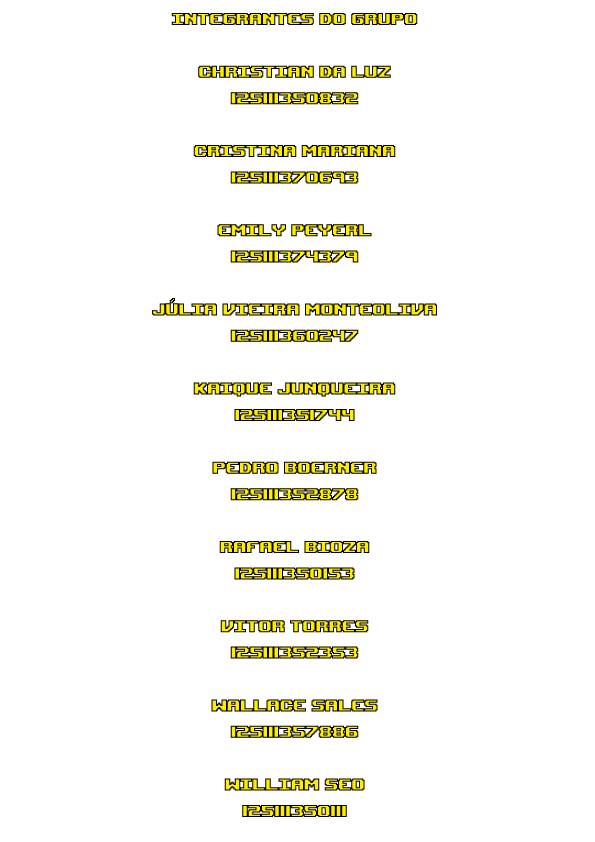 INTEGRANTES DO GRUPO
CHRISTIAN DA LUZ
125111350832
CRISTINA MARIANA
125111370693
EMILY PEYERL
125111374379
JÚLIA VIEIRA MONTEOLIVA
125111360247
KAIQUE JUNQUEIRA
125111351744
PEDRO BOERNER
125111352878
RAFAEL BIOZA
125111350153
VITOR TORRES
125111352353
WALLACE SALES
125111357886
WILLIAM SEO
125111350111